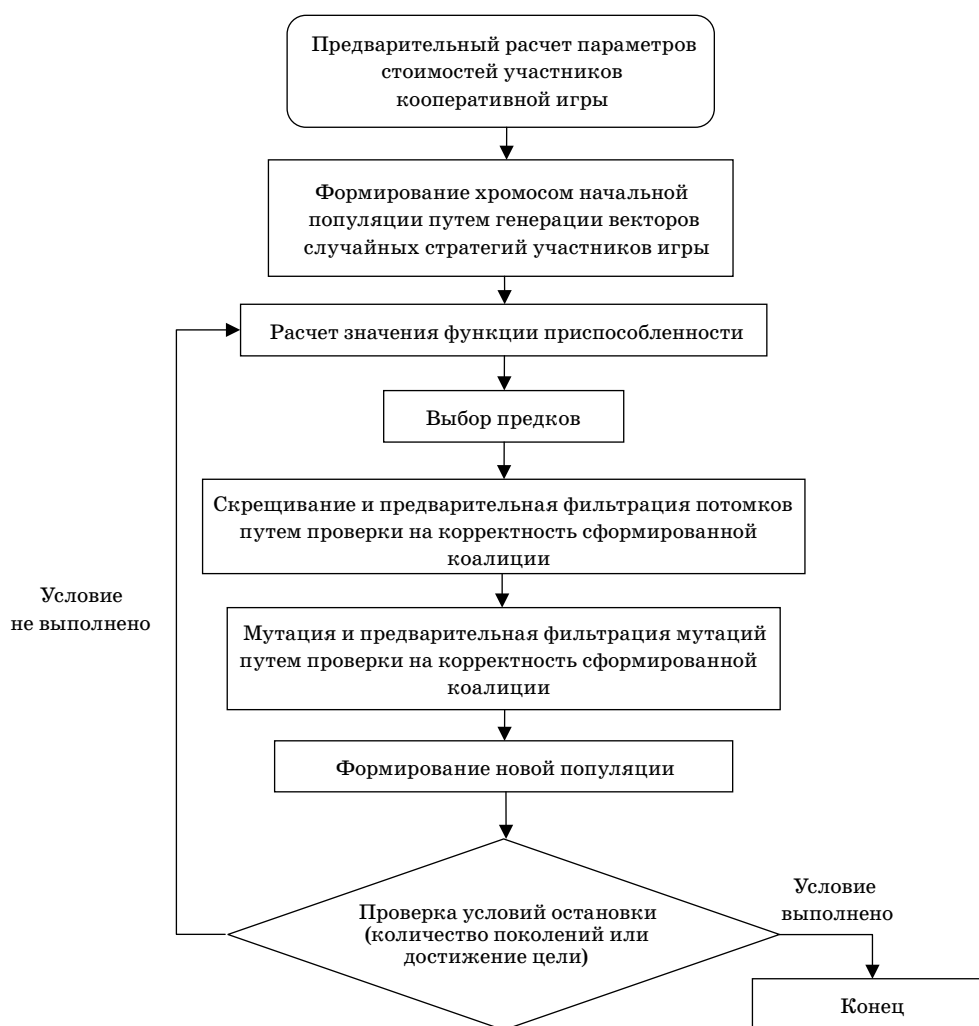 Предварительный расчет параметров
стоимостей участников
кооперативной игры
Формирование хромосом начальной
популяции путем генерации векторов
случайных стратегий участников игры
Расчет значения функции приспособленности
Выбор предков
Скрещивание и предварительная фильтрация потомков
путем проверки на корректность сформированной
коалиции
Условие
не выполнено
Мутация и предварительная фильтрация мутаций
путем проверки на корректность сформированной
коалиции
Формирование новой популяции
Проверка условий остановки
(количество поколений или
достижение цели)
Условие
выполнено
Конец